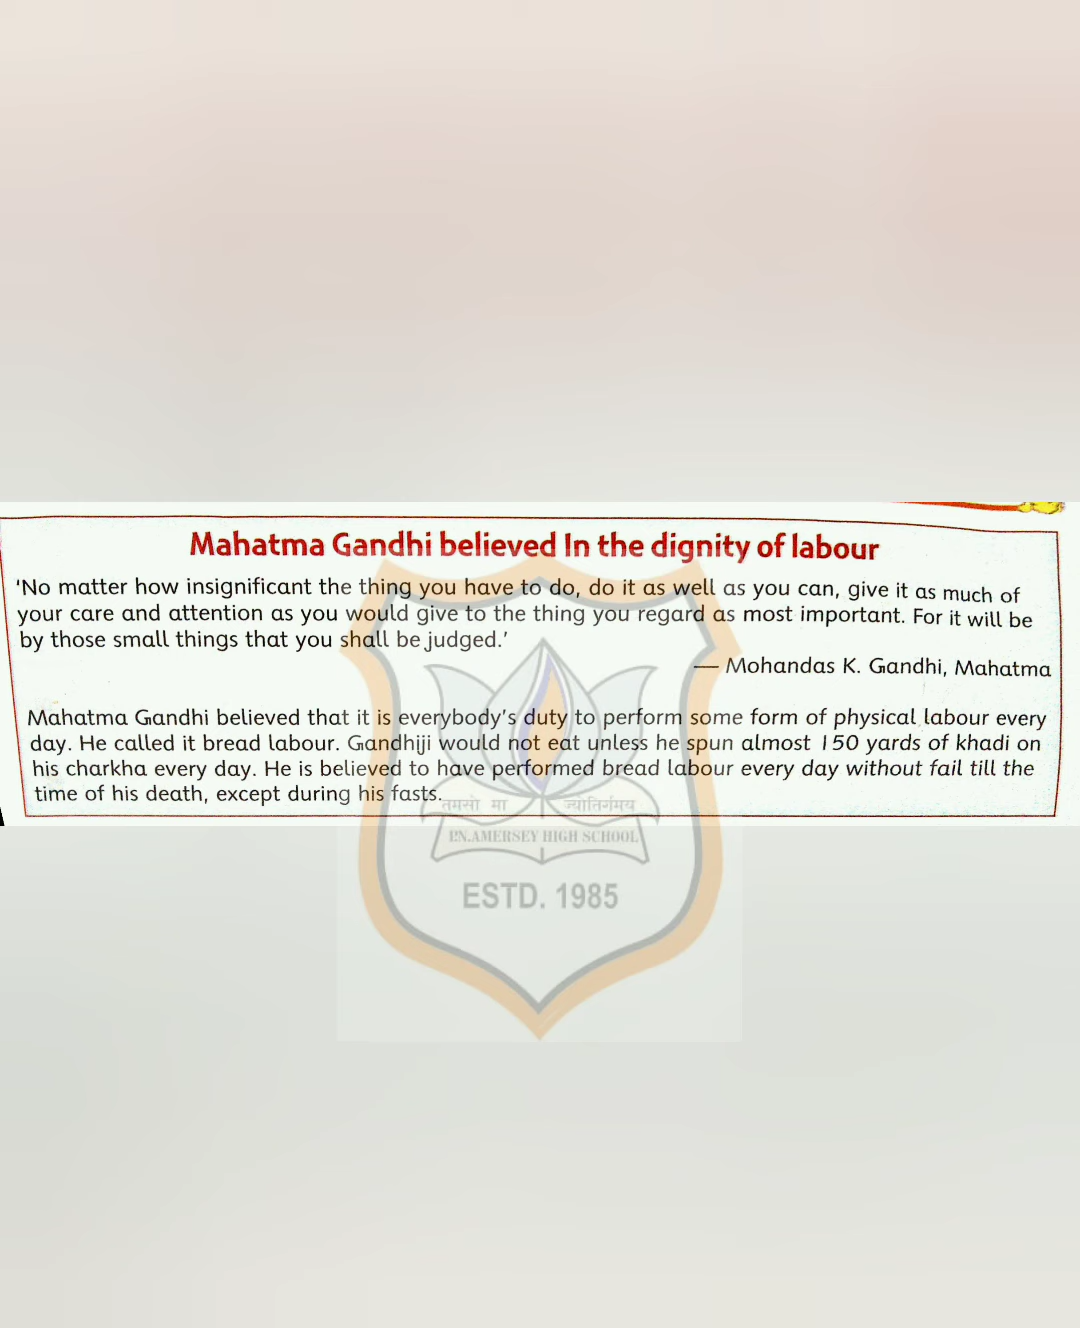 Mahatma Gandhi believed In the dignity of labour
'No matter how insignificant the thing you have to do, do it as well as you can, give it as much of
your care and attention as you would give to the thing you regard as most important. For it will be
by those small things that you shall be judged.'
— Mohandas K. Gandhi, Mahatma
Mahatma Gandhi believed that it is everybody's duty to perform some form of physical labour every
day. He called it bread labour. Gandhiji would not eat unless he spun almost 150 yards of khadi on
his charkha every day. He is believed to have performed bread labour every day without fail till the
time of his death, except during his fasts.
तमसो मा ज्योतिर्गमय
P.N.AMERSEY HIGH SCHOOL
ESTD. 1985